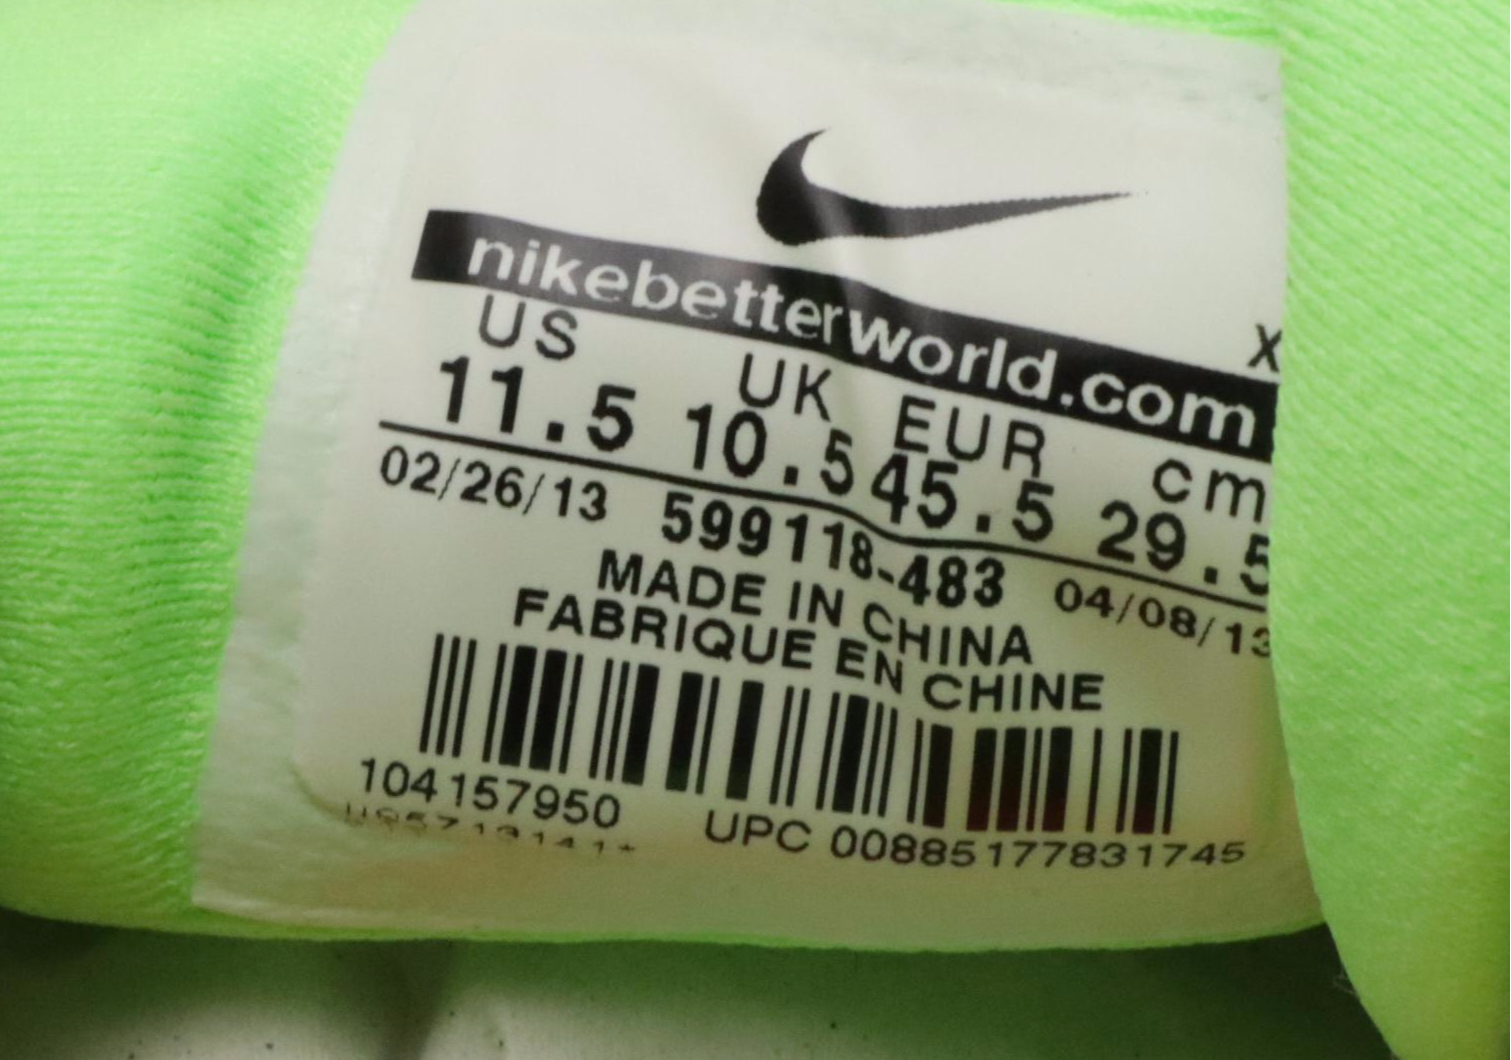 nikebetterworld.com
X
US UK EUR cm
11.5 10.5 45.5 29.5
02/26/13 599118-483 04/08/13
MADE IN CHINA
FABRIQUE EN CHINE
104157950 UPC 00885177831745